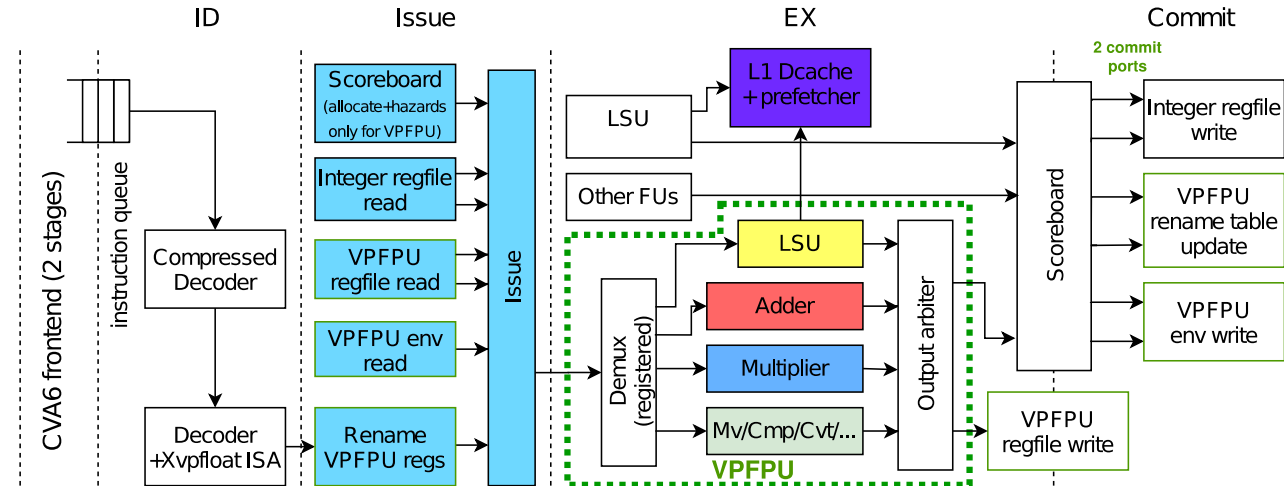 ID
Issue
EX
Commit
CVA6 frontend (2 stages)
instruction queue
Compressed
Decoder
Decoder
+Xvpfloat ISA
Scoreboard
(allocate+hazards
only for VPFPU)
Integer regfile
read
VPFPU
regfile read
VPFPU env
read
Rename
VPFPU regs
Issue
LSU
L1 Dcache
+ prefetcher
Other FUs
Demux
(registered)
LSU
Adder
Multiplier
Mv/Cmp/Cvt/...
VPFPU
Output arbiter
Scoreboard
2 commit
ports
Integer regfile
write
VPFPU
rename table
update
VPFPU
env write
VPFPU
regfile write